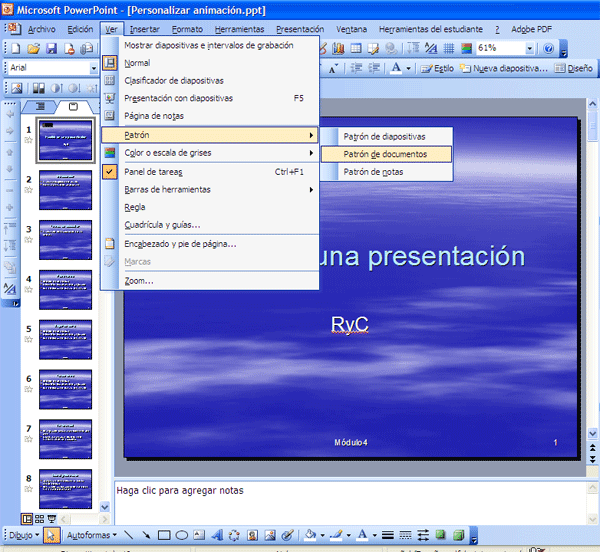 Microsoft PowerPoint - [Personalizar animación.ppt]
Archivo Edición Ver Insertar Formato Herramientas Presentación Ventana Herramientas del estudiante ? Adobe PDF
61%
Arial
Estilo Nueva diapositiva... Diseño
Mostrar diapositivas e intervalos de grabación
Normal
Clasificador de diapositivas
Presentación con diapositivas F5
Página de notas
Patrón
Color o escala de grises
Panel de tareas Ctrl+F1
Barras de herramientas
Regla
Cuadrícula y guías...
Encabezado y pie de página...
Marcas
Zoom...
Patrón de diapositivas
Patrón de documentos
Patrón de notas
1
2
3
4
5
6
7
8
una presentación
RyC
Módulo4 1
Haga clic para agregar notas
Dibujo Autoformas